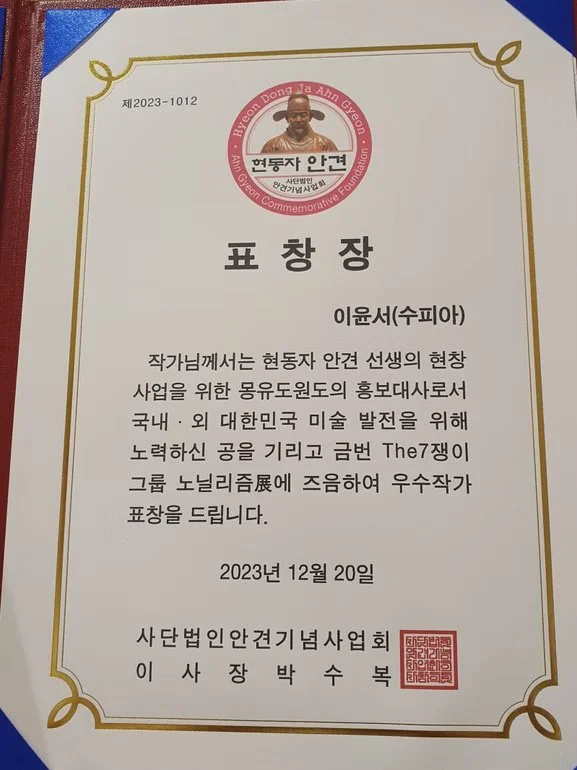 제2023-1012
Hyeon Dong Ja Ahn Gyeon
현동자 안견
사단법인
안견기념사업회
Ahn Gyeon Commemorative Foundation
표 창 장
이윤서(수피아)
작가님께서는 현동자 안견 선생의 현창
사업을 위한 몽유도원도의 홍보대사로서
국내 · 외 대한민국 미술 발전을 위해
노력하신 공을 기리고 금번 The7쟁이
그룹 노닐리즘展에 즈음하여 우수작가
표창을 드립니다.
2023년 12월 20일
사단법인안견기념사업회
이 사 장 박 수 복